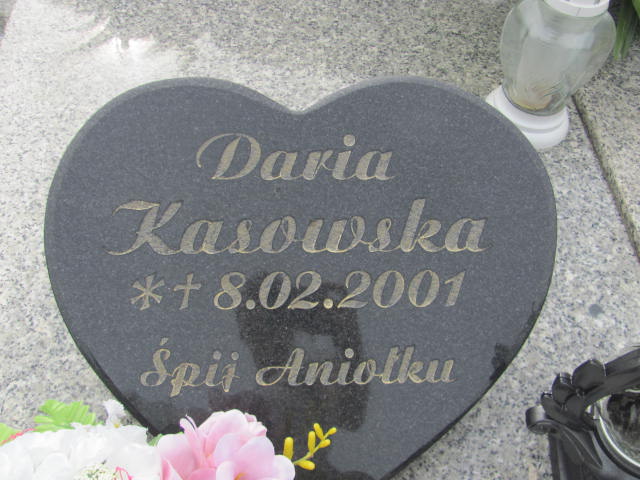 Daria
Kasowska
*✝8.02.2001
Śpij Aniołku